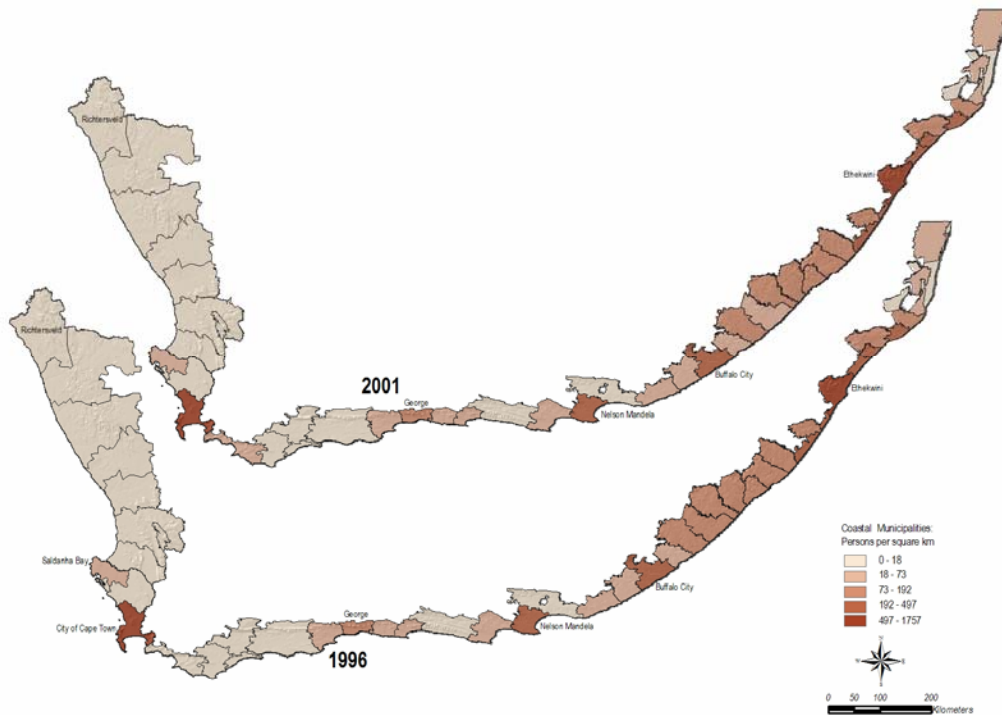 Richtersveld
Ethekwini
2001
George
Buffalo City
Nelson Mandela
Richtersveld
Ethekwini
Saldanha Bay
City of Cape Town
George
1996
Buffalo City
Nelson Mandela
Coastal Municipalities:
Persons per square km
0 - 18
18 - 73
73 - 192
192 - 497
497 - 1757
N
W E
S
0 50 100 200
Kilometers